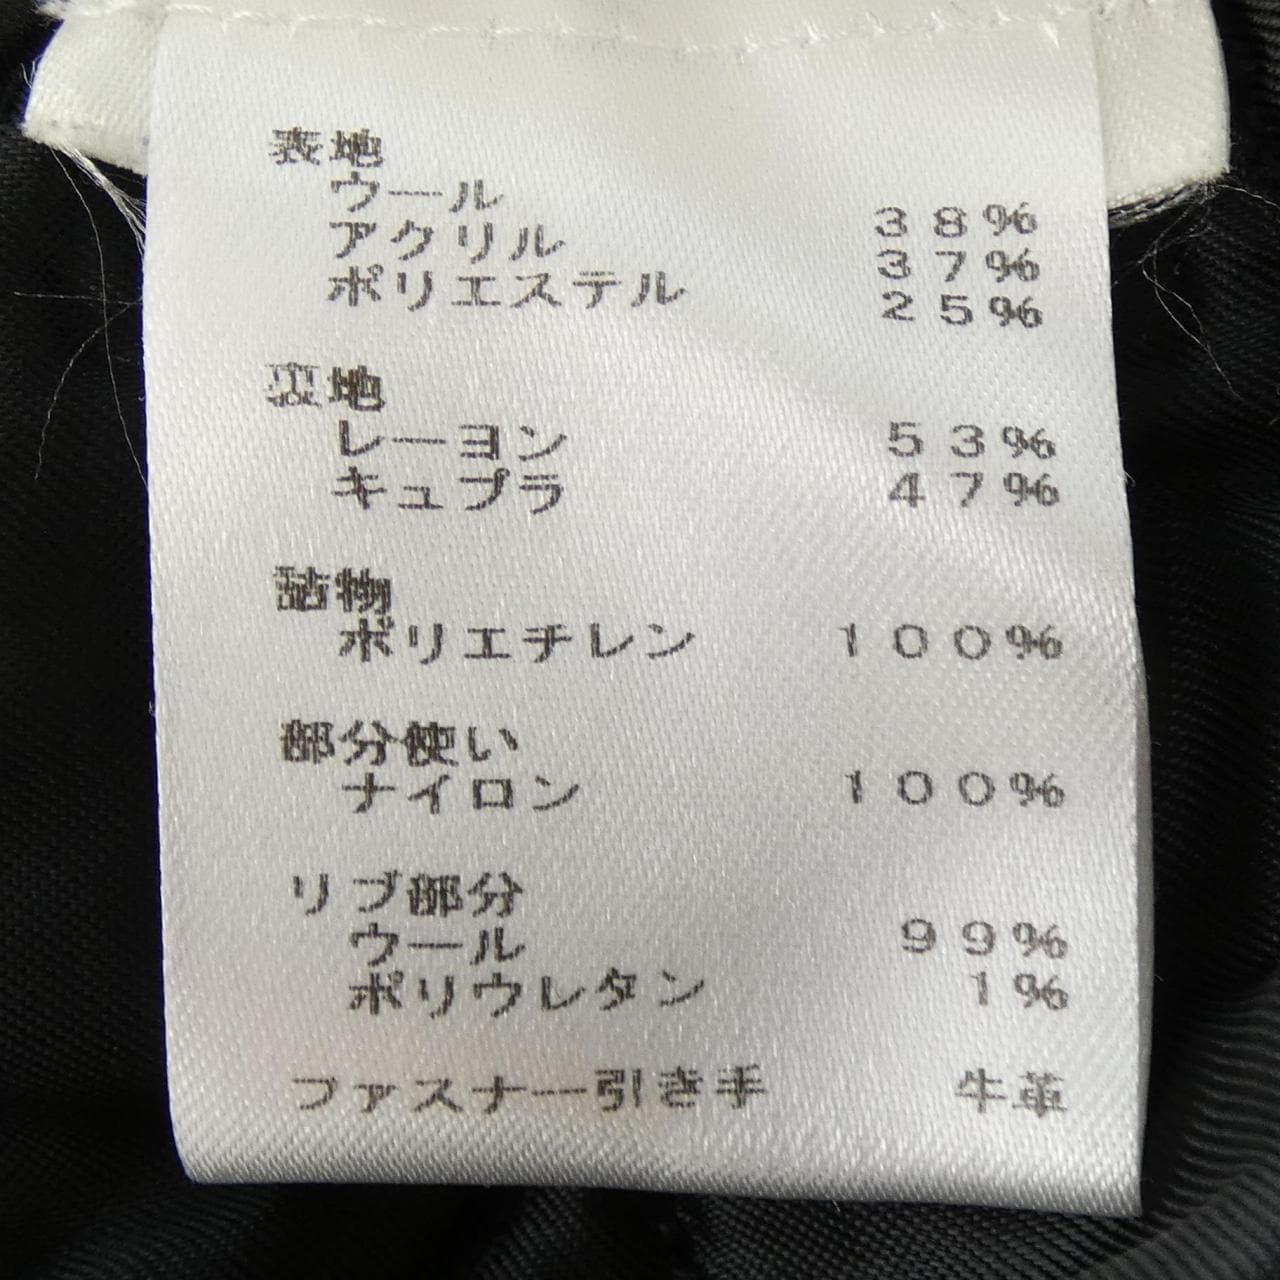 表地
ウール 38%
アクリル 37%
ポリエステル 25%
裏地
レーヨン 53%
キュプラ 47%
詰物
ポリエチレン 100%
部分使い
ナイロン 100%
リブ部分
ウール 99%
ポリウレタン 1%
ファスナー引き手 牛革